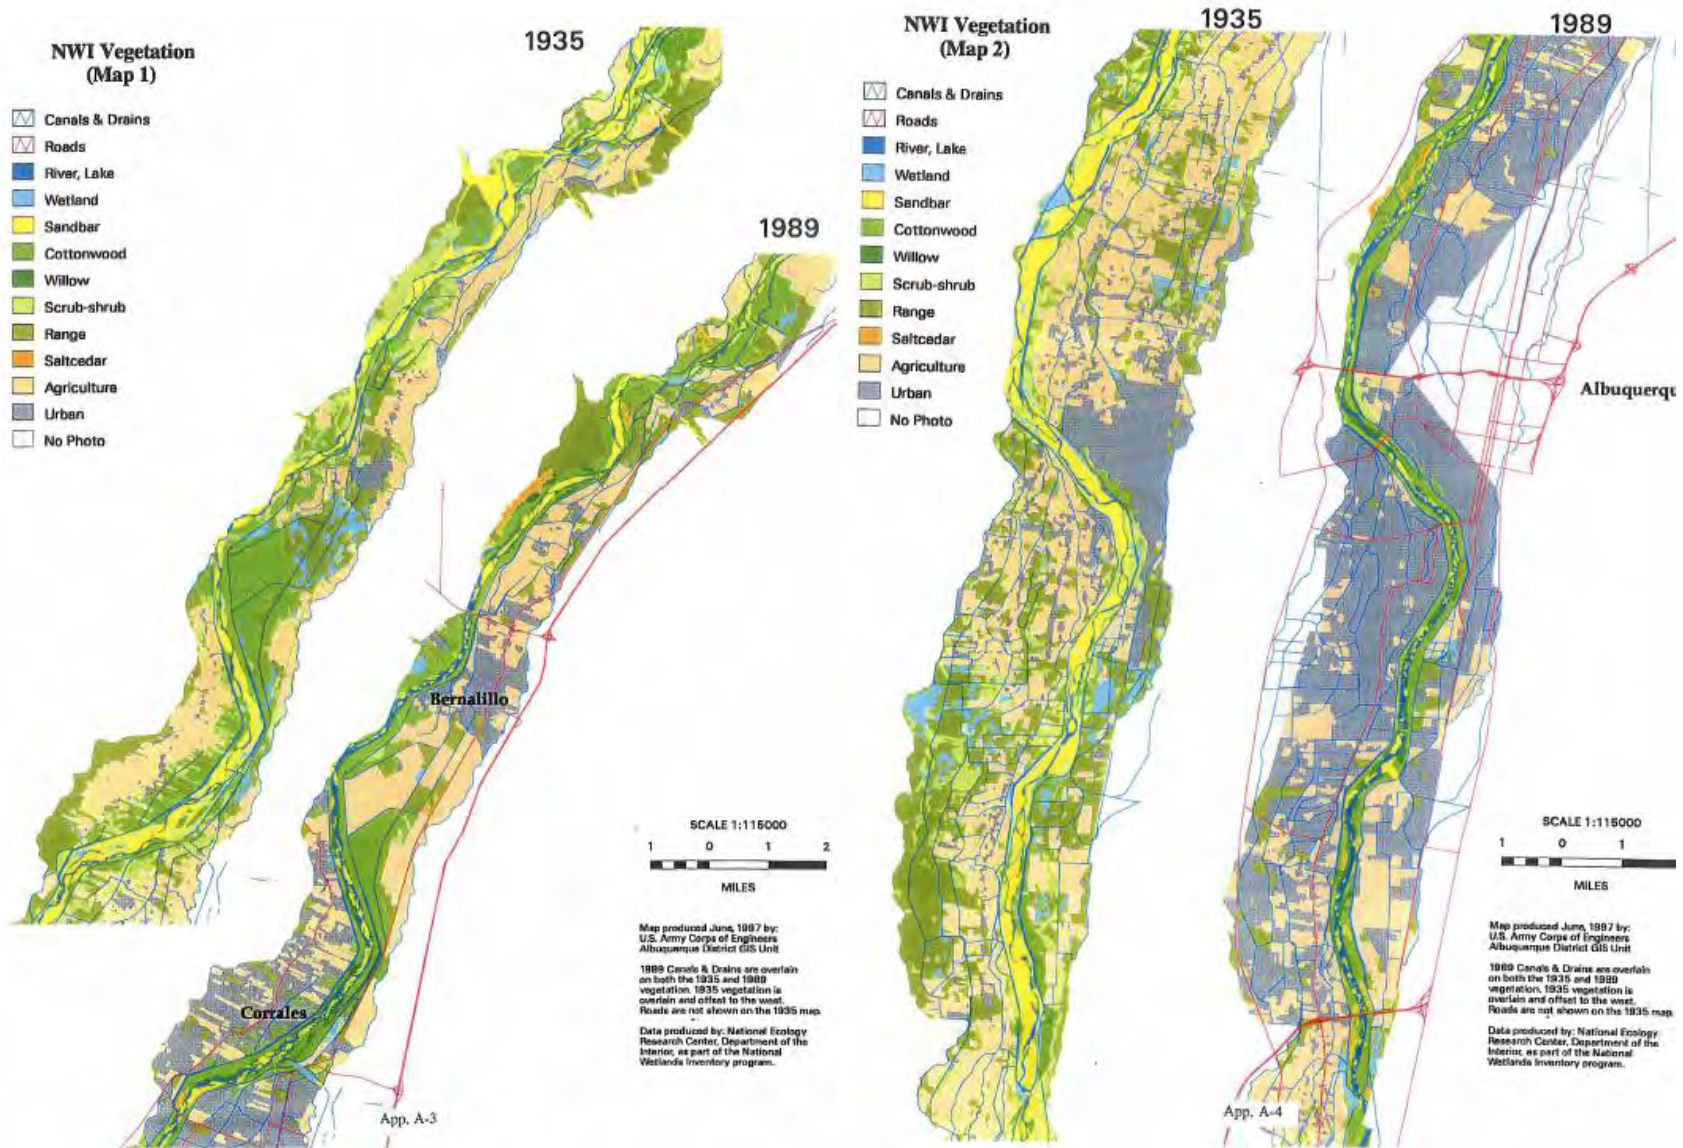 NWI Vegetation
(Map 1)
Canals & Drains
Roads
River, Lake
Wetland
Sandbar
Cottonwood
Willow
Scrub-shrub
Range
Saltcedar
Agriculture
Urban
No Photo
1935
1989
Bernalillo
Corrales
SCALE 1:115000
1 0 1 2
MILES
Map produced June, 1997 by:
U.S. Army Corps of Engineers
Albuquerque District GIS Unit
1989 Canals & Drains are overlain
on both the 1935 and 1989
vegetation. 1935 vegetation is
overlain and offset to the west.
Roads are not shown on the 1935 map.
Data produced by: National Ecology
Research Center, Department of the
Interior, as part of the National
Wetlands Inventory program.
App. A-3
NWI Vegetation
(Map 2)
Canals & Drains
Roads
River, Lake
Wetland
Sandbar
Cottonwood
Willow
Scrub-shrub
Range
Saltcedar
Agriculture
Urban
No Photo
1935
1989
Albuquerqu
SCALE 1:115000
1 0 1
MILES
Map produced June, 1997 by:
U.S. Army Corps of Engineers
Albuquerque District GIS Unit
1989 Canals & Drains are overlain
on both the 1935 and 1989
vegetation. 1935 vegetation is
overlain and offset to the west.
Roads are not shown on the 1935 map.
Data produced by: National Ecology
Research Center, Department of the
Interior, as part of the National
Wetlands Inventory program.
App. A-4